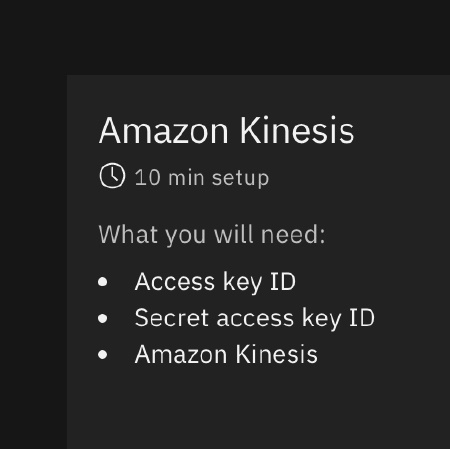 Amazon Kinesis
10 min setup
What you will need:
• Access key ID
• Secret access key ID
• Amazon Kinesis